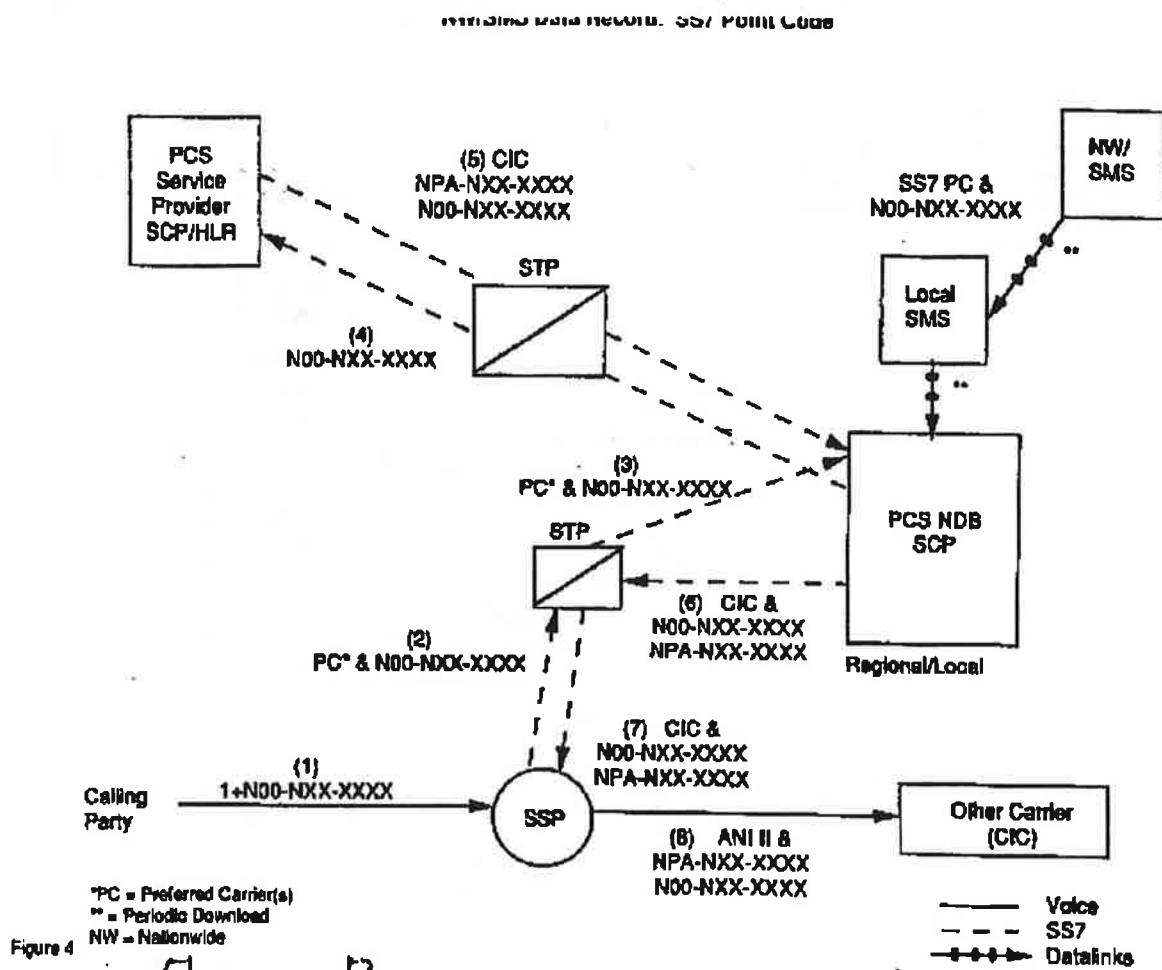 NW/SMS Data Record: SS7 Point Code
PCS
Service
Provider
SCP/HLR
(5) CIC
NPA-NXX-XXXX
N00-NXX-XXXX
SS7 PC &
N00-NXX-XXXX
NW/
SMS
**
STP
Local
SMS
(4)
N00-NXX-XXXX
**
(3)
PC* & N00-NXX-XXXX
PCS NDB
SCP
STP
(6) CIC &
N00-NXX-XXXX
NPA-NXX-XXXX
(2)
PC* & N00-NXX-XXXX
Regional/Local
(7) CIC &
N00-NXX-XXXX
NPA-NXX-XXXX
(1)
1+N00-NXX-XXXX
Calling
Party
SSP
Other Carrier
(CIC)
(8) ANI II &
NPA-NXX-XXXX
N00-NXX-XXXX
*PC = Preferred Carrier(s)
** = Periodic Download
NW = Nationwide
Voice
SS7
Datalinks
Figure 4